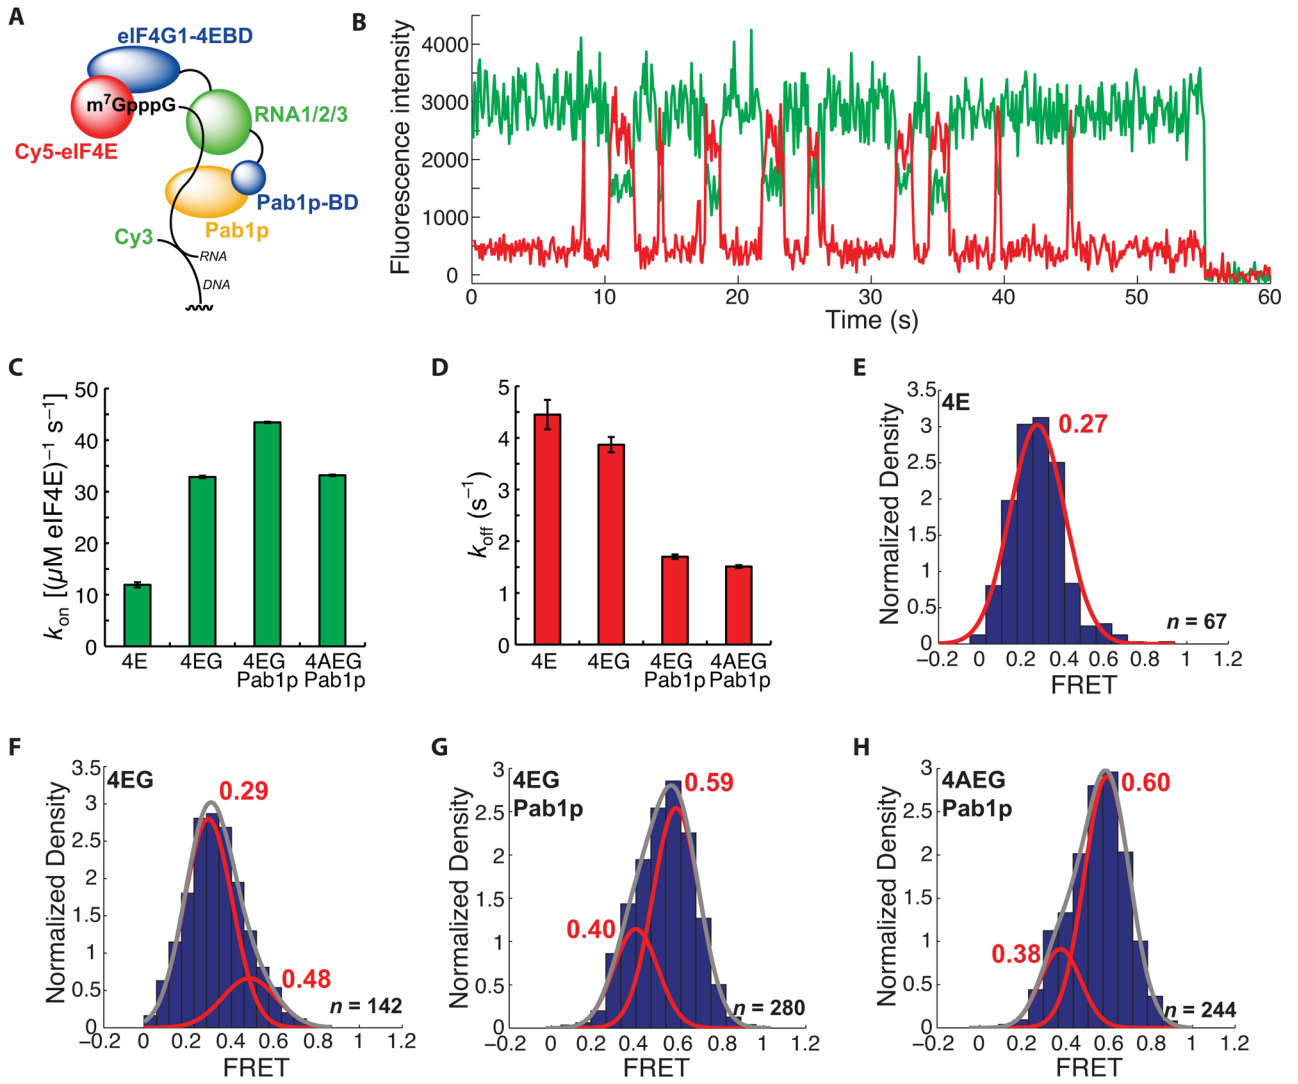 A
eIF4G1-4EBD
m⁷GpppG
RNA1/2/3
Cy5-eIF4E
Pab1p-BD
Pab1p
Cy3
RNA
DNA
B
Fluorescence intensity
4000
3000
2000
1000
0
0 10 20 30 40 50 60
Time (s)
C
kon [(µM eIF4E)⁻¹ s⁻¹]
50
40
30
20
10
0
4E 4EG 4EG 4AEG
Pab1p Pab1p
D
koff (s⁻¹)
5
4
3
2
1
0
4E 4EG 4EG 4AEG
Pab1p Pab1p
E
Normalized Density
3.5
3
2.5
2
1.5
1
0.5
0
4E
0.27
n = 67
−0.2 0 0.2 0.4 0.6 0.8 1 1.2
FRET
F
Normalized Density
3.5
3
2.5
2
1.5
1
0.5
0
4EG
0.29
0.48
n = 142
−0.2 0 0.2 0.4 0.6 0.8 1 1.2
FRET
G
Normalized Density
3
2.5
2
1.5
1
0.5
0
4EG
Pab1p
0.59
0.40
n = 280
−0.2 0 0.2 0.4 0.6 0.8 1 1.2
FRET
H
Normalized Density
3
2.5
2
1.5
1
0.5
0
4AEG
Pab1p
0.60
0.38
n = 244
−0.2 0 0.2 0.4 0.6 0.8 1 1.2
FRET